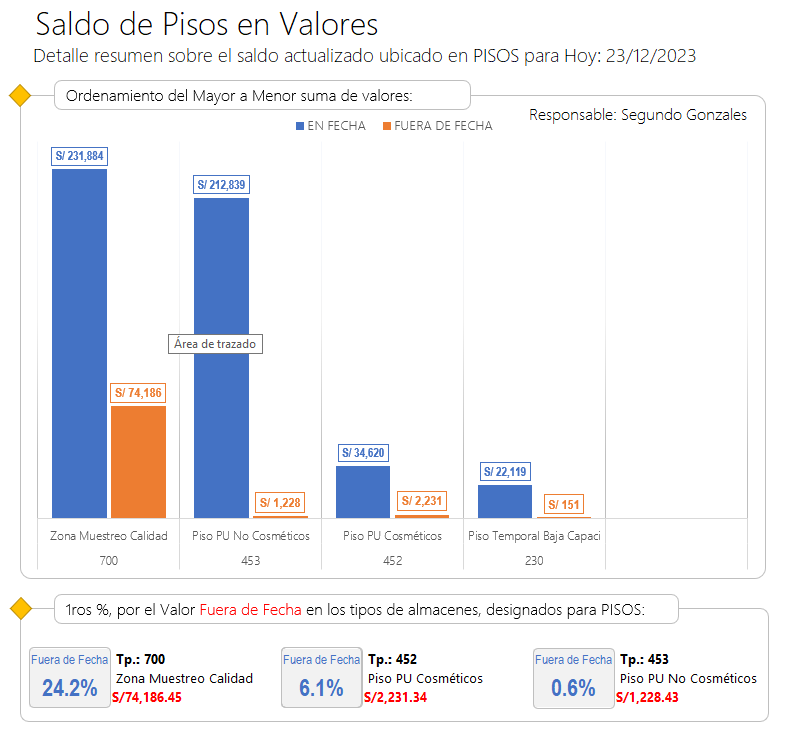 Saldo de Pisos en Valores
Detalle resumen sobre el saldo actualizado ubicado en PISOS para Hoy: 23/12/2023
Ordenamiento del Mayor a Menor suma de valores:
Responsable: Segundo Gonzales
EN FECHA FUERA DE FECHA
S/ 231,884
S/ 212,839
Área de trazado
S/ 74,186
S/ 34,620
S/ 22,119
S/ 1,228
S/ 2,231
S/ 151
Zona Muestreo Calidad Piso PU No Cosméticos Piso PU Cosméticos Piso Temporal Baja Capaci
700 453 452 230
1ros %, por el Valor Fuera de Fecha en los tipos de almacenes, designados para PISOS:
Fuera de Fecha
24.2%
Tp.: 700
Zona Muestreo Calidad
S/74,186.45
Fuera de Fecha
6.1%
Tp.: 452
Piso PU Cosméticos
S/2,231.34
Fuera de Fecha
0.6%
Tp.: 453
Piso PU No Cosméticos
S/1,228.43